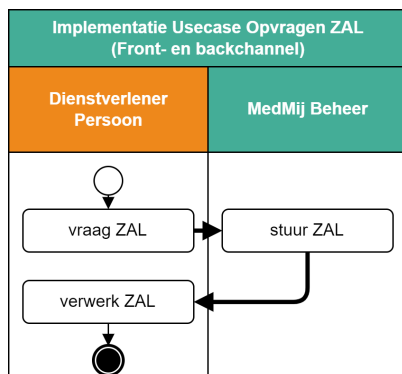 Implementatie Usecase Opvragen ZAL
(Front- en backchannel)
Dienstverlener
Persoon
MedMij Beheer
vraag ZAL
stuur ZAL
verwerk ZAL